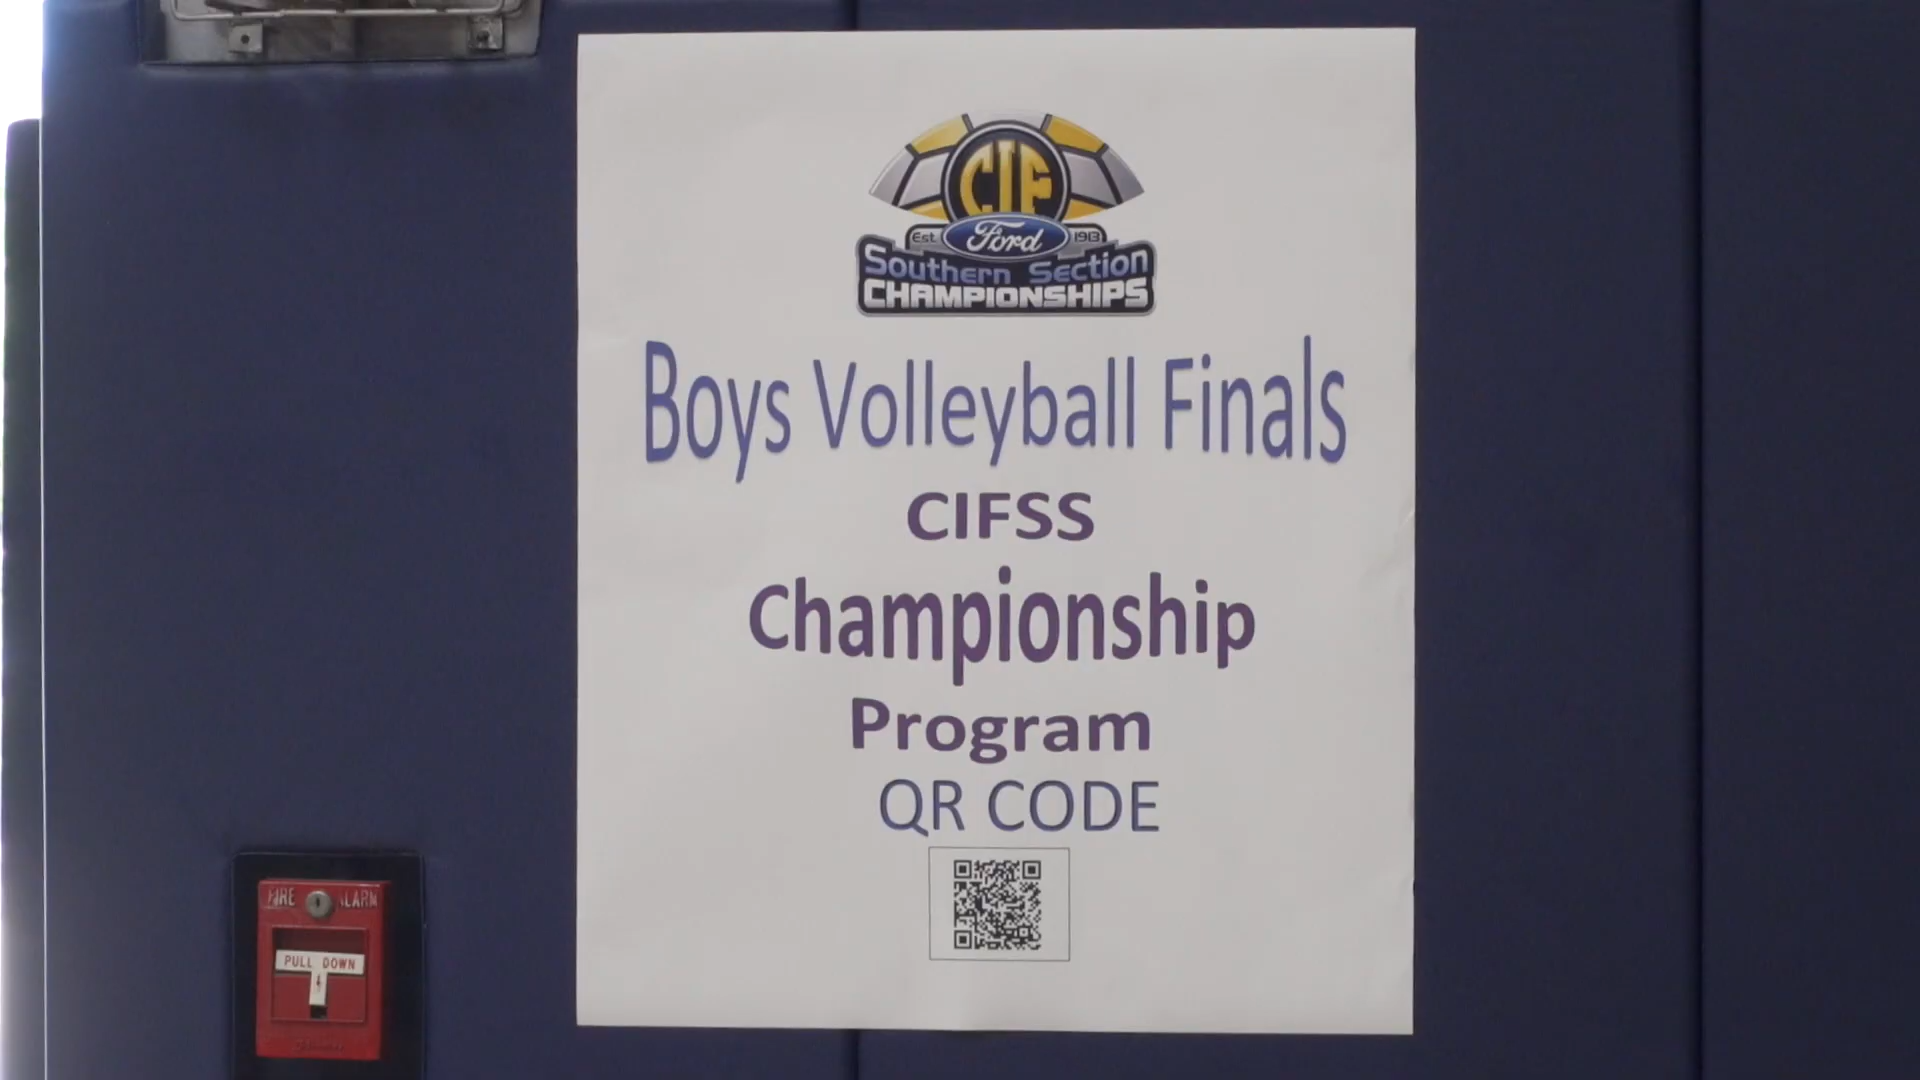 CIF
Est. Ford 1913
Southern Section
CHAMPIONSHIPS
Boys Volleyball Finals
CIFSS
Championship
Program
QR CODE
FIRE ALARM
PULL DOWN